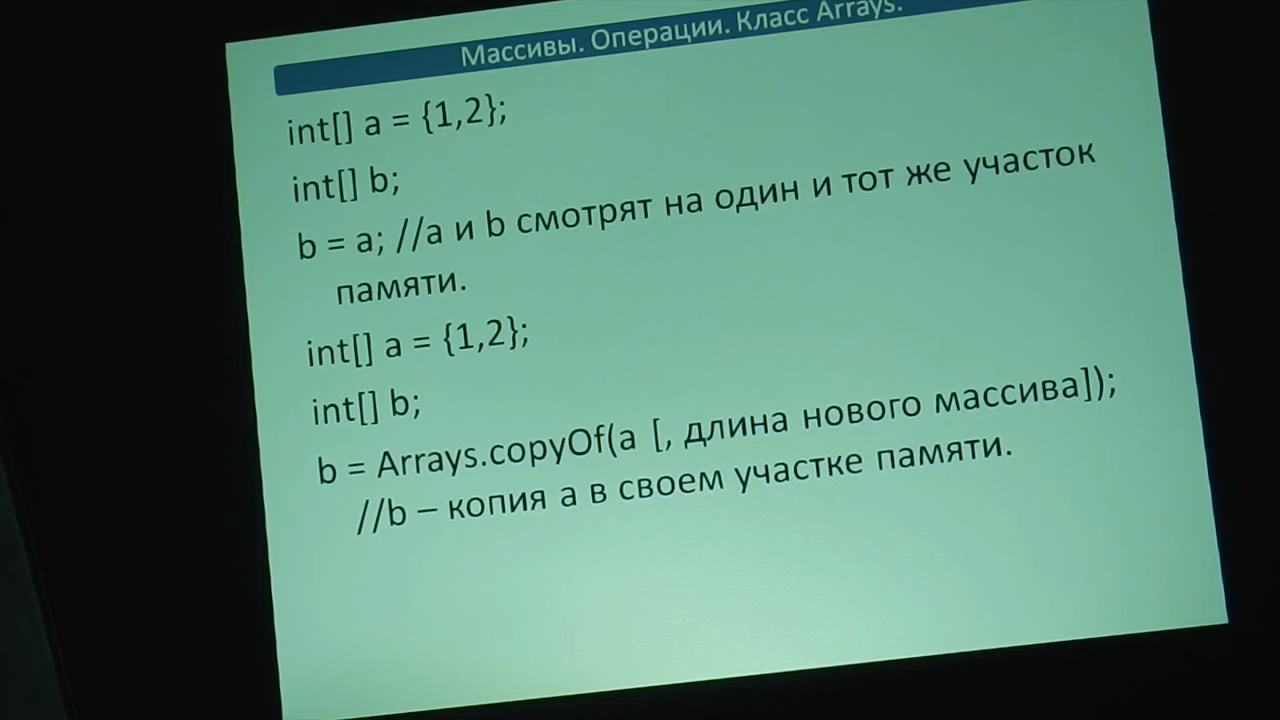 Массивы. Операции. Класс Arrays.
int[] a = {1,2};
int[] b;
b = a; //a и b смотрят на один и тот же участок
памяти.
int[] a = {1,2};
int[] b;
b = Arrays.copyOf(a [, длина нового массива]);
//b – копия a в своем участке памяти.